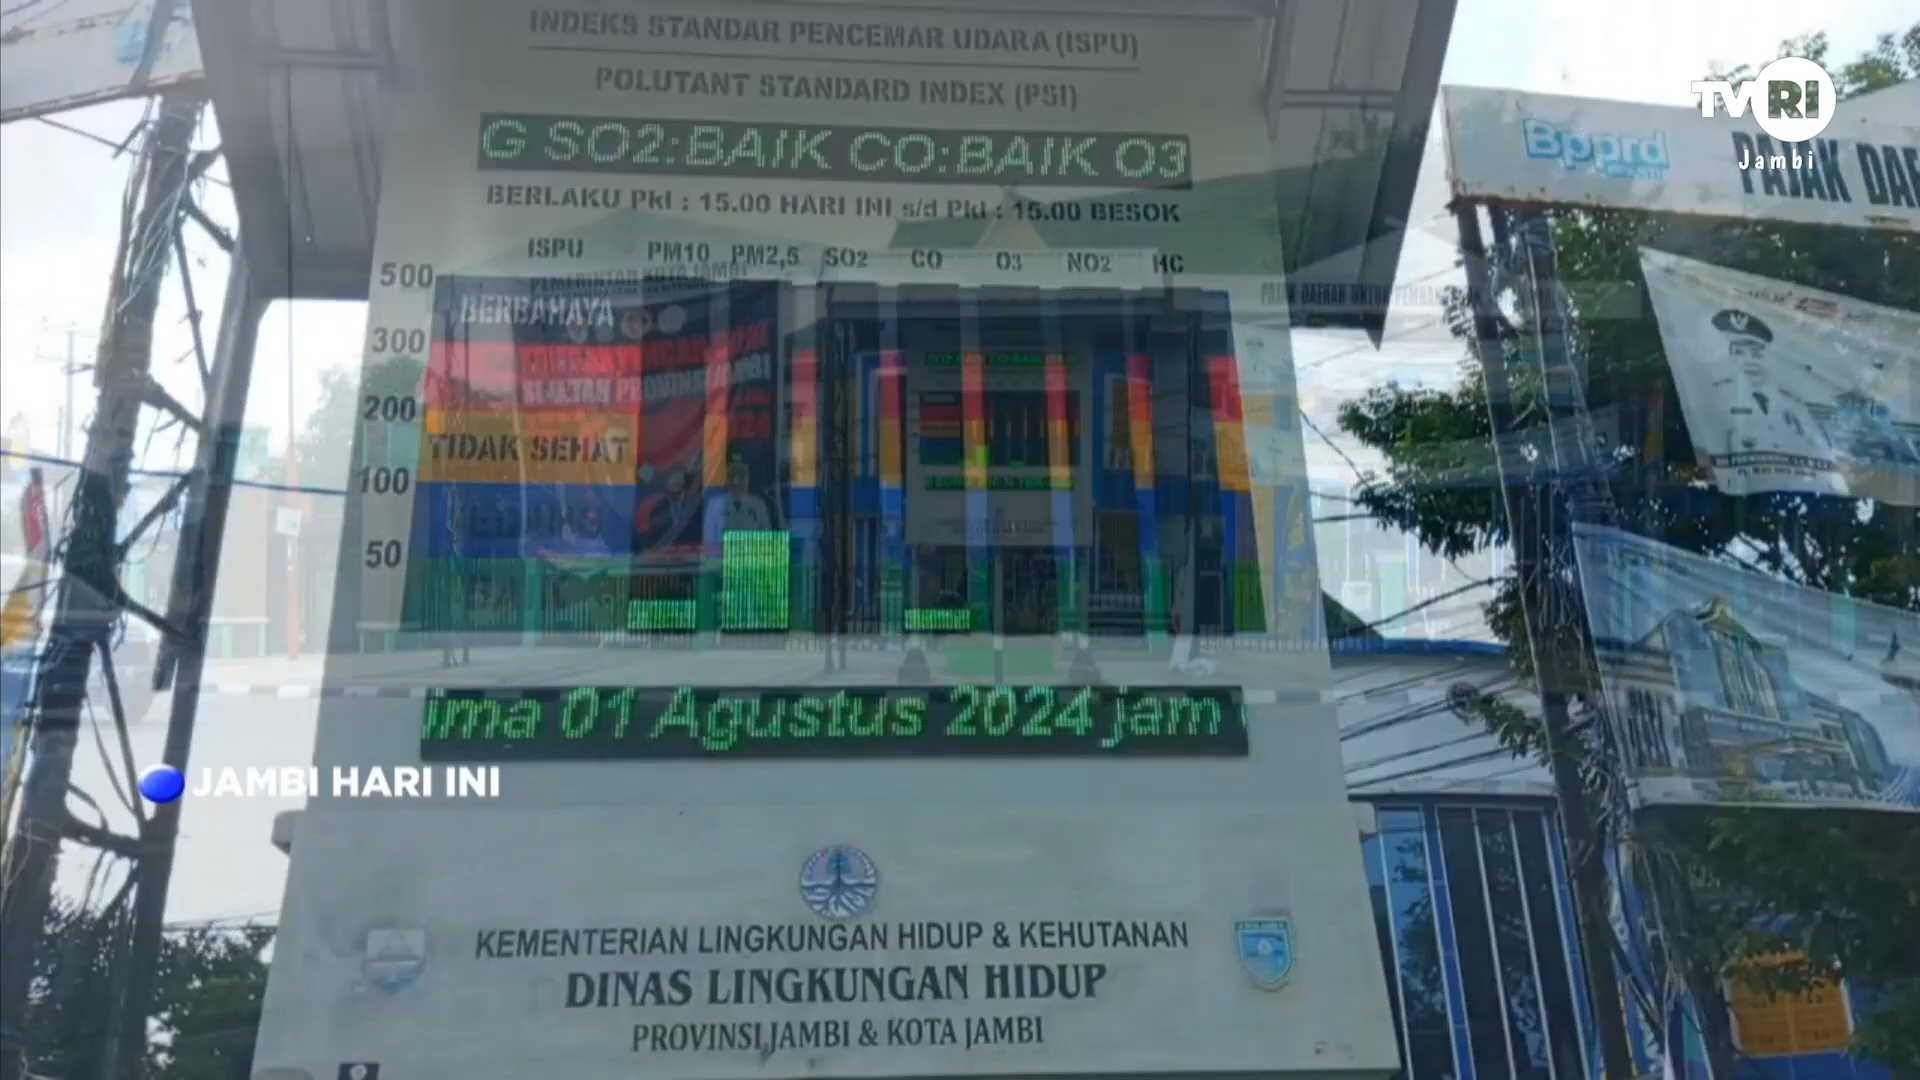 INDEKS STANDAR PENCEMAR UDARA (ISPU)
POLUTANT STANDARD INDEX (PSI)
TVRI
Jambi
Bpprd
PAJAK DAE
G SO2:BAIK CO:BAIK O3
BERLAKU Pkl : 15.00 HARI INI s/d Pkl : 15.00 BESOK
ISPU PM10 PM2,5 SO2 CO O3 NO2 HC
PEMERINTAH KOTA JAMBI
500
BERBAHAYA
300
200
TIDAK SEHAT
100
50
ima 01 Agustus 2024 jam
JAMBI HARI INI
KEMENTERIAN LINGKUNGAN HIDUP & KEHUTANAN
DINAS LINGKUNGAN HIDUP
PROVINSI JAMBI & KOTA JAMBI